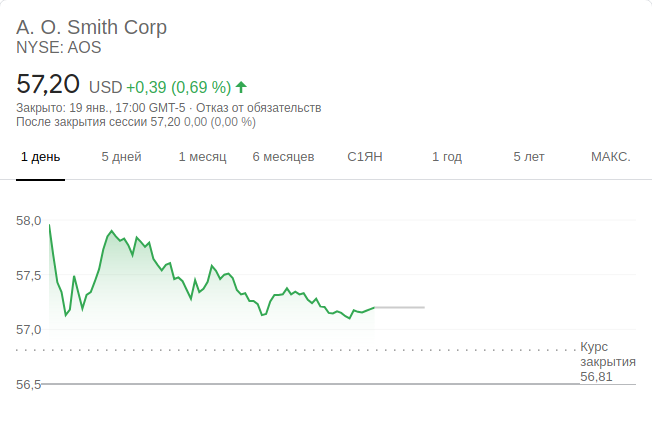 A. O. Smith Corp
NYSE: AOS
57,20 USD +0,39 (0,69 %)
Закрыто: 19 янв., 17:00 GMT-5 · Отказ от обязательств
После закрытия сессии 57,20 0,00 (0,00 %)
1 день 5 дней 1 месяц 6 месяцев С1ЯН 1 год 5 лет МАКС.
58,0
57,5
57,0
Курс
закрытия
56,81
56,5